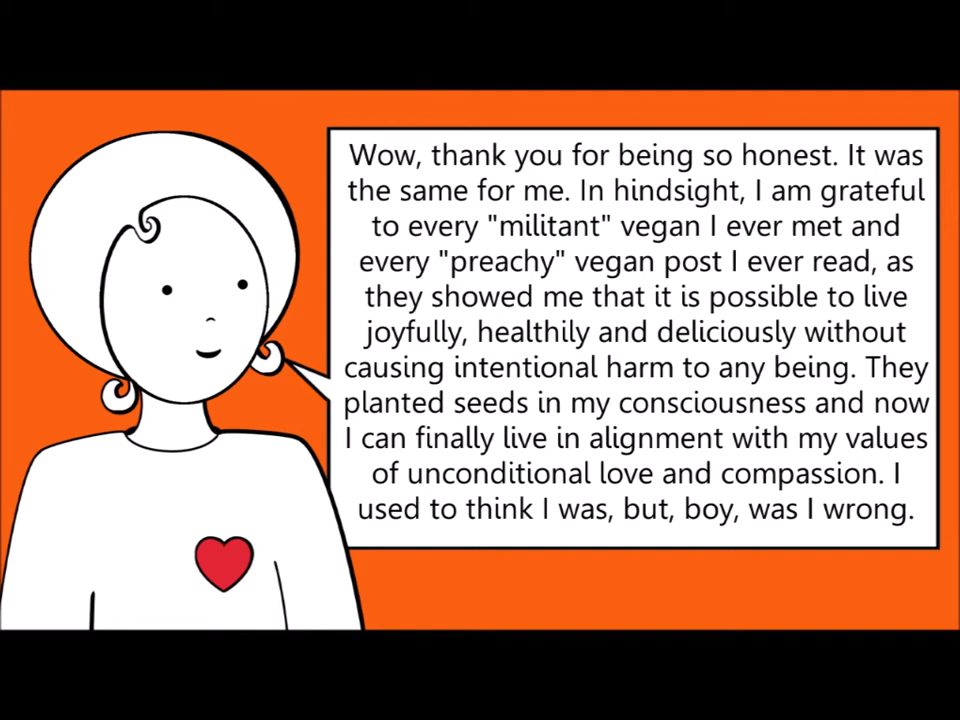 Wow, thank you for being so honest. It was
the same for me. In hindsight, I am grateful
to every "militant" vegan I ever met and
every "preachy" vegan post I ever read, as
they showed me that it is possible to live
joyfully, healthily and deliciously without
causing intentional harm to any being. They
planted seeds in my consciousness and now
I can finally live in alignment with my values
of unconditional love and compassion. I
used to think I was, but, boy, was I wrong.